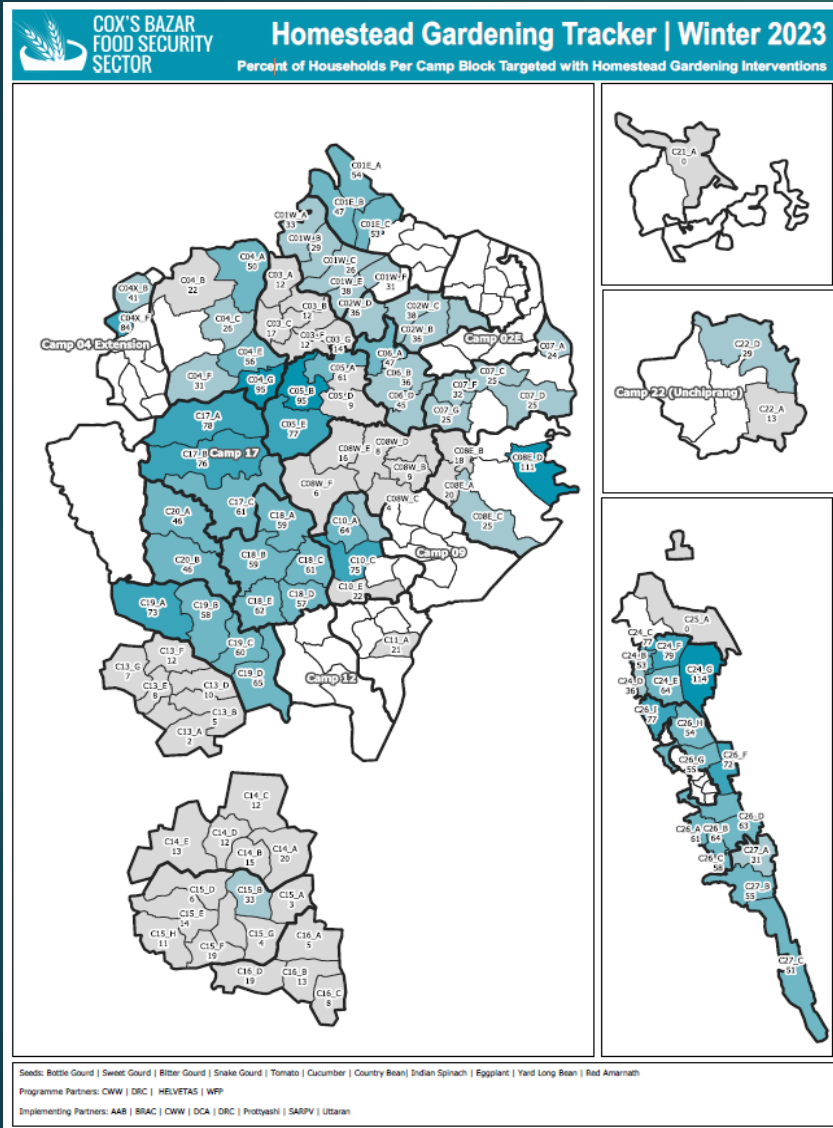 COX'S BAZAR
FOOD SECURITY
SECTOR
Homestead Gardening Tracker | Winter 2023
Percent of Households Per Camp Block Targeted with Homestead Gardening Interventions
C01E_A
54
C01E_B
47
C01E_C
53
C01W_A
33
C01W_B
29
C01W_C
26
C01W_E
38
C01W_F
31
C02W_D
36
C02W_C
38
C02W_B
36
Camp 02E
C04_A
50
C04_B
22
C04X_B
41
C04X_F
84
Camp 04 Extension
C04_C
26
C04_E
56
C04_F
31
C04_G
95
C03_A
12
C03_B
12
C03_C
17
C03_F
12
C03_G
14
C05_A
61
C05_B
95
C05_D
9
C05_E
77
C06_A
47
C06_B
36
C06_D
45
C07_A
24
C07_C
25
C07_F
32
C07_D
25
C07_G
25
C17_A
78
C17_B
76
Camp 17
C17_C
61
C08W_E
16
C08W_D
8
C08W_B
9
C08W_F
6
C08W_C
4
C08E_B
18
C08E_D
111
C08E_A
20
C08E_C
25
Camp 09
C20_A
46
C20_B
46
C18_A
59
C18_B
59
C18_C
61
C18_E
62
C18_D
57
C10_A
64
C10_C
75
C10_E
22
C11_A
21
Camp 12
C19_A
73
C19_B
58
C19_C
60
C19_D
65
C13_F
12
C13_G
7
C13_E
8
C13_D
10
C13_B
5
C13_A
2
C14_C
12
C14_E
13
C14_D
12
C14_B
15
C14_A
20
C15_D
6
C15_B
33
C15_A
3
C15_E
14
C15_H
11
C15_F
19
C15_G
4
C16_A
5
C16_D
19
C16_B
13
C16_C
8
C21_A
0
C22_D
29
Camp 22 (Unchiprang)
C22_A
13
C25_A
0
C24_C
77
C24_F
79
C24_B
53
C24_G
114
C24_D
36
C24_E
64
C26_I
77
C26_H
54
C26_G
55
C26_F
72
C26_D
63
C26_A
61
C26_B
64
C26_C
58
C27_A
31
C27_B
55
C27_C
51
Seeds: Bottle Gourd | Sweet Gourd | Bitter Gourd | Snake Gourd | Tomato | Cucumber | Country Bean| Indian Spinach | Eggplant | Yard Long Bean | Red Amarnath
Programme Partners: CWW | DRC | HELVETAS | WFP
Implementing Partners: AAB | BRAC | CWW | DCA | DRC | Prottyashi | SARPV | Uttaran